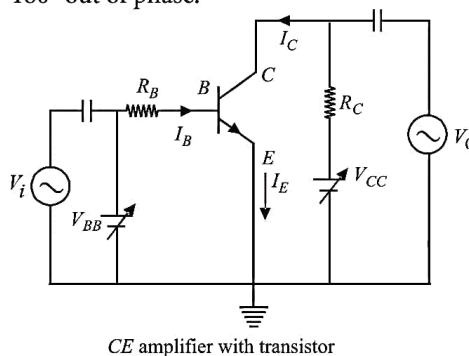 180° out of phase.
I_C
C
B
R_B
I_B
R_C
E
I_E
V_i
V_BB
V_CC
CE amplifier with transistor